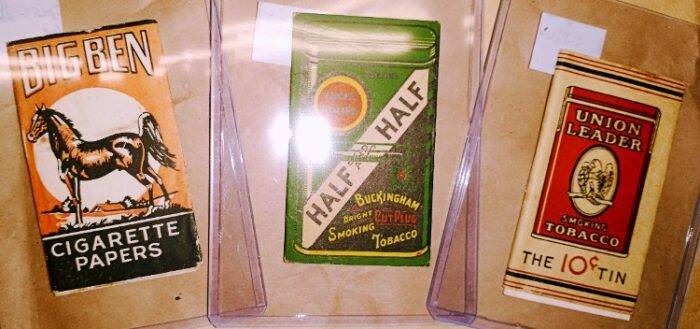 BIG BEN
CIGARETTE
PAPERS
HALF and HALF
BUCKINGHAM
BRIGHT CUT PLUG
SMOKING
TOBACCO
UNION
LEADER
SMOKING
TOBACCO
THE 10¢ TIN